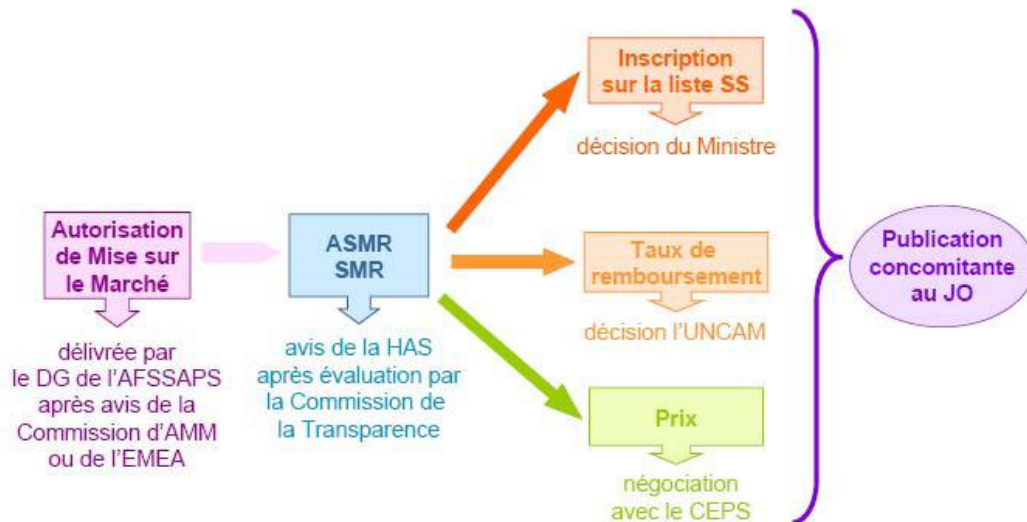 Autorisation
de Mise sur
le Marché
délivrée par
le DG de l'AFSSAPS
après avis de la
Commission d'AMM
ou de l'EMEA
ASMR
SMR
avis de la HAS
après évaluation par
la Commission de
la Transparence
Inscription
sur la liste SS
décision du Ministre
Taux de
remboursement
décision l'UNCAM
Prix
négociation
avec le CEPS
Publication
concomitante
au JO